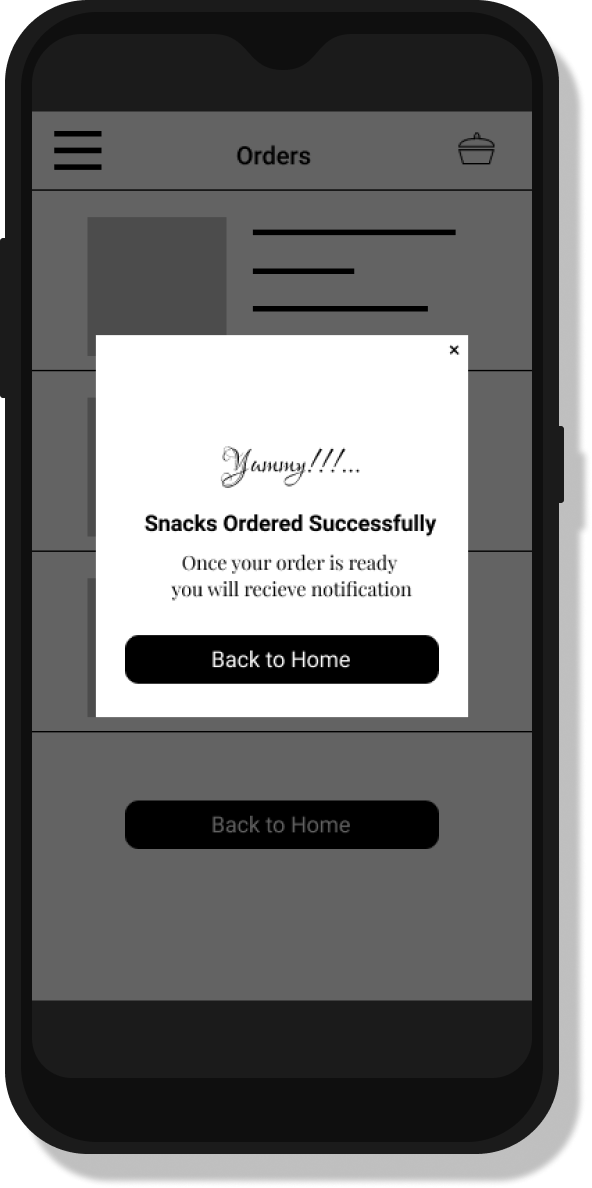 Orders
×
Yammy!!!...
Snacks Ordered Successfully
Once your order is ready
you will recieve notification
Back to Home
Back to Home